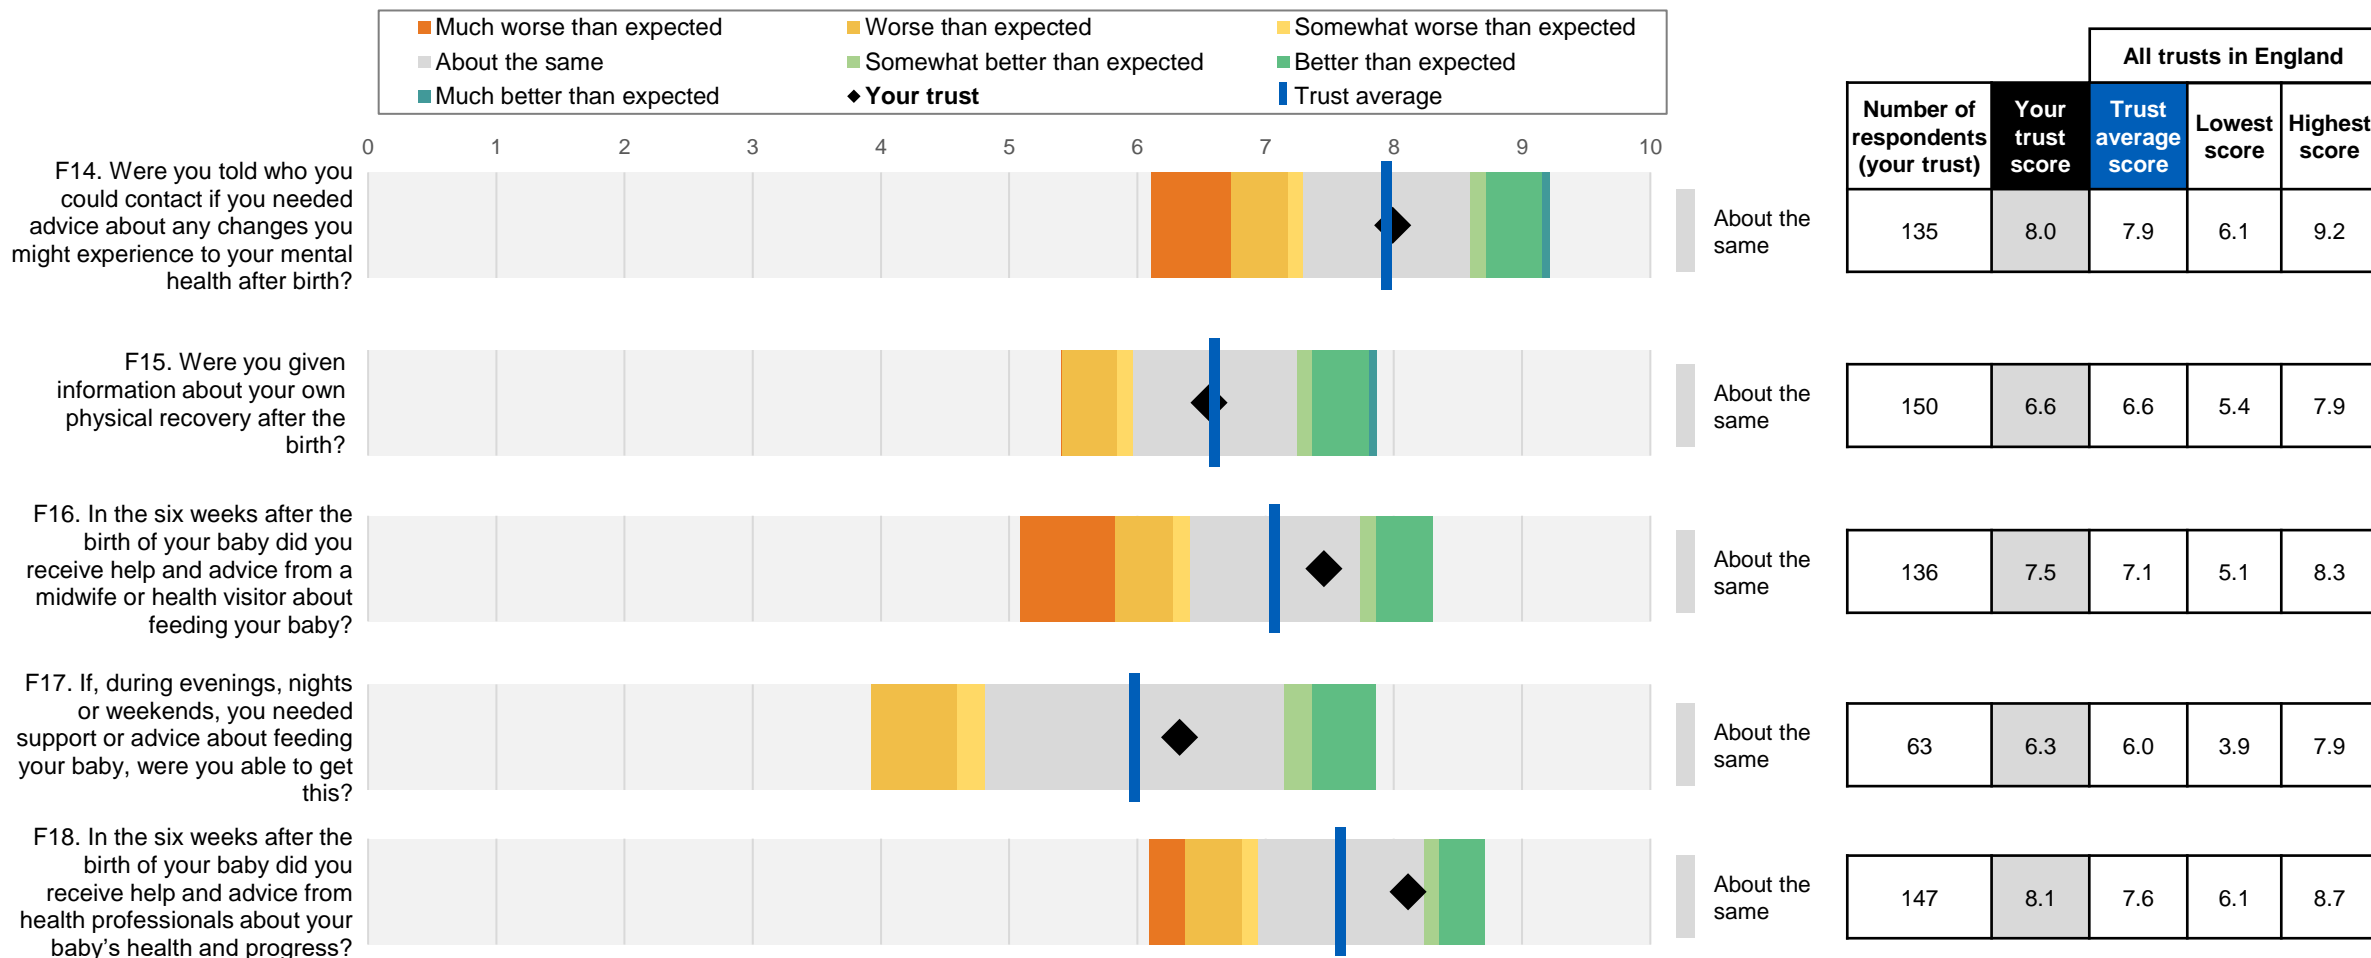 Much worse than expected
Worse than expected
Somewhat worse than expected
About the same
Somewhat better than expected
Better than expected
Much better than expected
Your trust
Trust average
All trusts in England
Number of
respondents
(your trust)
Your
trust
score
Trust
average
score
Lowest
score
Highest
score
0 1 2 3 4 5 6 7 8 9 10
F14. Were you told who you
could contact if you needed
advice about any changes you
might experience to your mental
health after birth?
About the
same
135 8.0 7.9 6.1 9.2
F15. Were you given
information about your own
physical recovery after the
birth?
About the
same
150 6.6 6.6 5.4 7.9
F16. In the six weeks after the
birth of your baby did you
receive help and advice from a
midwife or health visitor about
feeding your baby?
About the
same
136 7.5 7.1 5.1 8.3
F17. If, during evenings, nights
or weekends, you needed
support or advice about feeding
your baby, were you able to get
this?
About the
same
63 6.3 6.0 3.9 7.9
F18. In the six weeks after the
birth of your baby did you
receive help and advice from
health professionals about your
baby’s health and progress?
About the
same
147 8.1 7.6 6.1 8.7